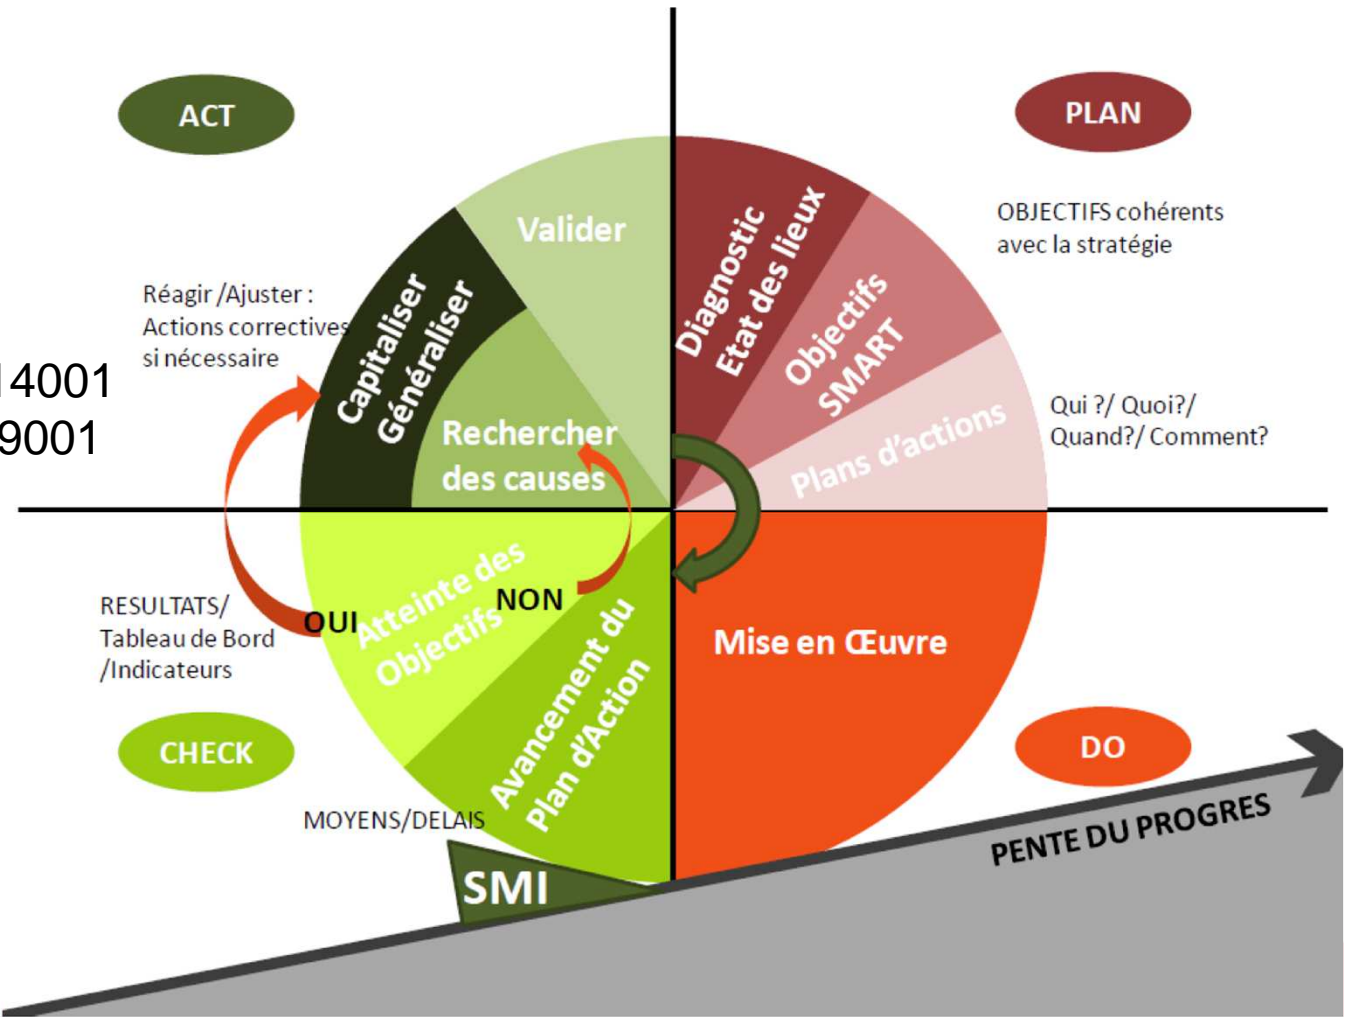 ACT
PLAN
OBJECTIFS cohérents
avec la stratégie
Valider
Diagnostic
Etat des lieux
Réagir /Ajuster :
Actions correctives
si nécessaire
Capitaliser
Généraliser
Objectifs
SMART
14001
9001
Qui ?/ Quoi?/
Quand?/ Comment?
Rechercher
des causes
Plans d'actions
RESULTATS/
Tableau de Bord
/Indicateurs
OUI
Atteinte des
Objectifs
NON
Mise en Œuvre
Avancement du
Plan d'Action
CHECK
DO
MOYENS/DELAIS
SMI
PENTE DU PROGRES